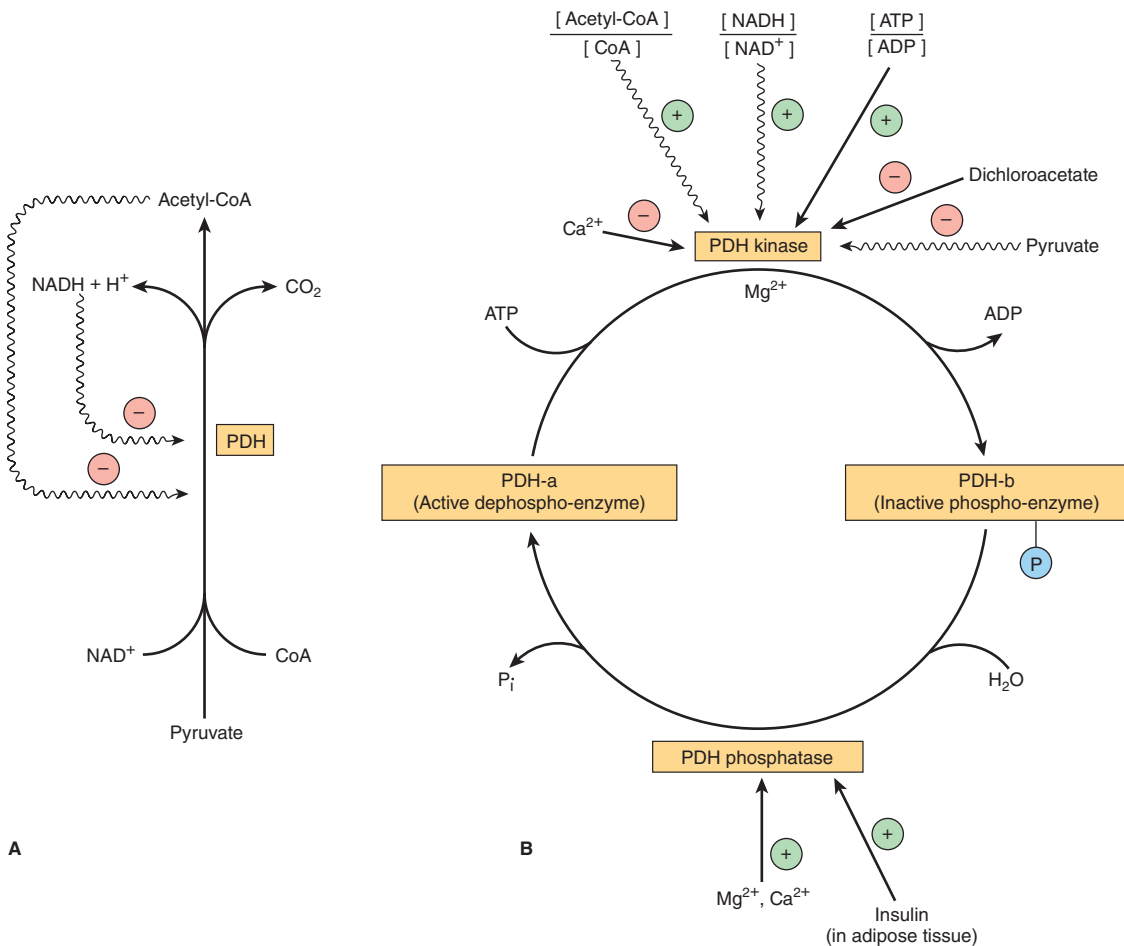 Acetyl-CoA
NADH + H⁺
CO₂
−
−
PDH
NAD⁺
CoA
Pyruvate
A
[ Acetyl-CoA ]
[ CoA ]
[ NADH ]
[ NAD⁺ ]
[ ATP ]
[ ADP ]
+
+
+
−
Dichloroacetate
−
Ca²⁺
−
PDH kinase
Pyruvate
Mg²⁺
ATP
ADP
PDH-a
(Active dephospho-enzyme)
PDH-b
(Inactive phospho-enzyme)
P
Pᵢ
H₂O
PDH phosphatase
+
+
Mg²⁺, Ca²⁺
Insulin
(in adipose tissue)
B